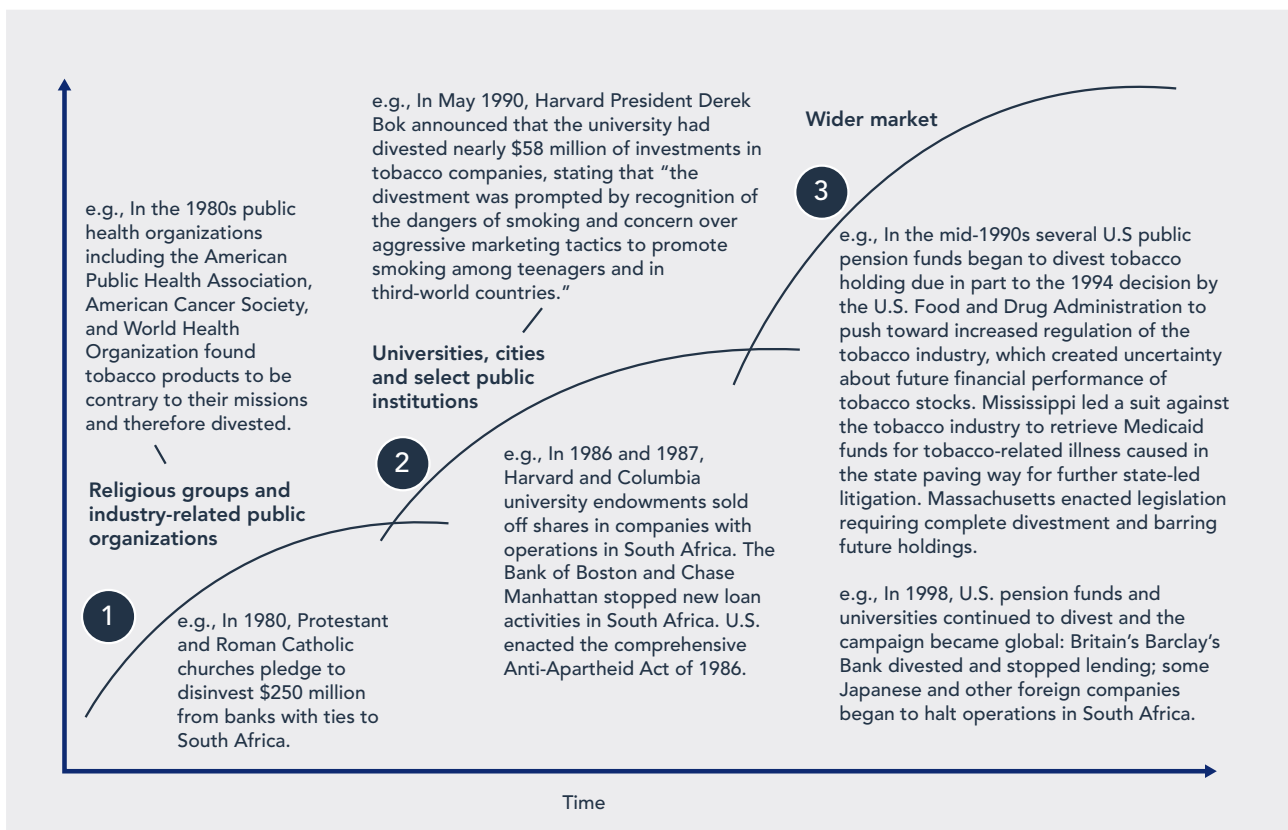 e.g., In the 1980s public
health organizations
including the American
Public Health Association,
American Cancer Society,
and World Health
Organization found
tobacco products to be
contrary to their missions
and therefore divested.
Religious groups and
industry-related public
organizations
1
e.g., In 1980, Protestant
and Roman Catholic
churches pledge to
disinvest $250 million
from banks with ties to
South Africa.
e.g., In May 1990, Harvard President Derek
Bok announced that the university had
divested nearly $58 million of investments in
tobacco companies, stating that “the
divestment was prompted by recognition of
the dangers of smoking and concern over
aggressive marketing tactics to promote
smoking among teenagers and in
third-world countries.”
Universities, cities
and select public
institutions
2
e.g., In 1986 and 1987,
Harvard and Columbia
university endowments sold
off shares in companies with
operations in South Africa. The
Bank of Boston and Chase
Manhattan stopped new loan
activities in South Africa. U.S.
enacted the comprehensive
Anti-Apartheid Act of 1986.
Wider market
3
e.g., In the mid-1990s several U.S public
pension funds began to divest tobacco
holding due in part to the 1994 decision by
the U.S. Food and Drug Administration to
push toward increased regulation of the
tobacco industry, which created uncertainty
about future financial performance of
tobacco stocks. Mississippi led a suit against
the tobacco industry to retrieve Medicaid
funds for tobacco-related illness caused in
the state paving way for further state-led
litigation. Massachusetts enacted legislation
requiring complete divestment and barring
future holdings.
e.g., In 1998, U.S. pension funds and
universities continued to divest and the
campaign became global: Britain’s Barclay’s
Bank divested and stopped lending; some
Japanese and other foreign companies
began to halt operations in South Africa.
Time